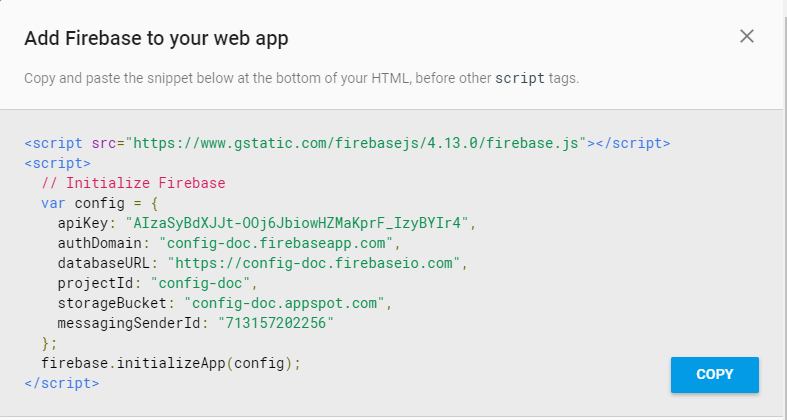 Add Firebase to your web app
Copy and paste the snippet below at the bottom of your HTML, before other script tags.
<script src="https://www.gstatic.com/firebasejs/4.13.0/firebase.js"></script>
<script>
// Initialize Firebase
var config = {
apiKey: "AIzaSyBdXJJt-OOj6JbiowHZMaKprF_IzyBYIr4",
authDomain: "config-doc.firebaseapp.com",
databaseURL: "https://config-doc.firebaseio.com",
projectId: "config-doc",
storageBucket: "config-doc.appspot.com",
messagingSenderId: "713157202256"
};
firebase.initializeApp(config);
</script>
COPY